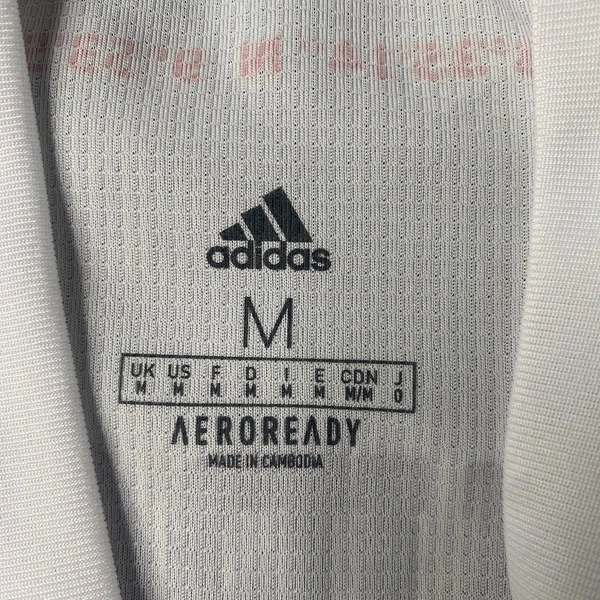 adidas
M
UK US F D I E CDN J
M M M M M M M/M O
AEROREADY
MADE IN CAMBODIA